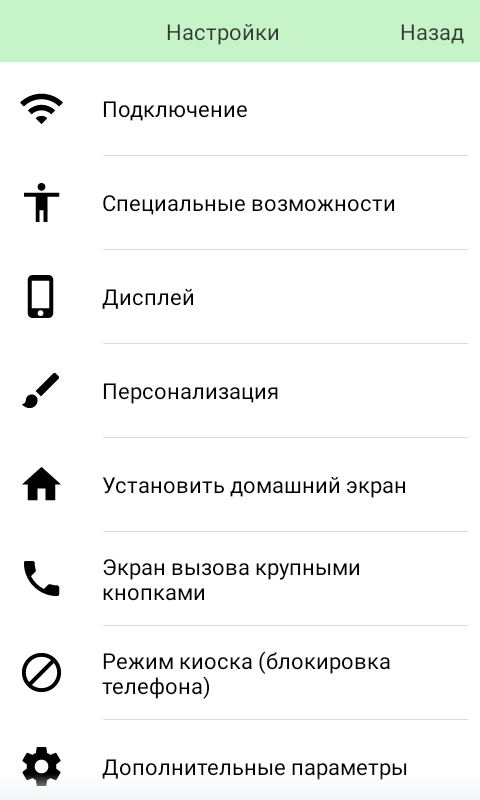 Настройки Назад
Подключение
Специальные возможности
Дисплей
Персонализация
Установить домашний экран
Экран вызова крупными
кнопками
Режим киоска (блокировка
телефона)
Дополнительные параметры